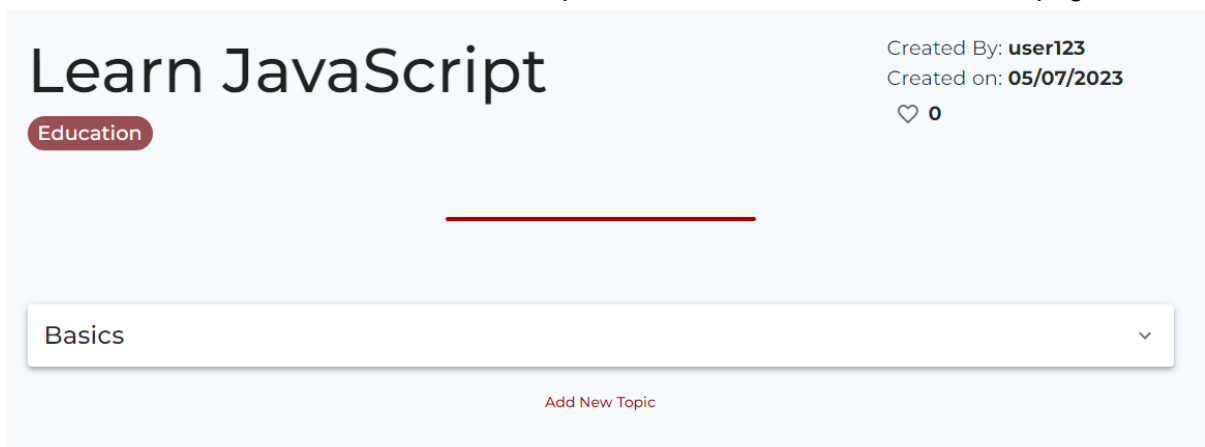 Learn JavaScript
Education
Created By: user123
Created on: 05/07/2023
0
Basics
Add New Topic